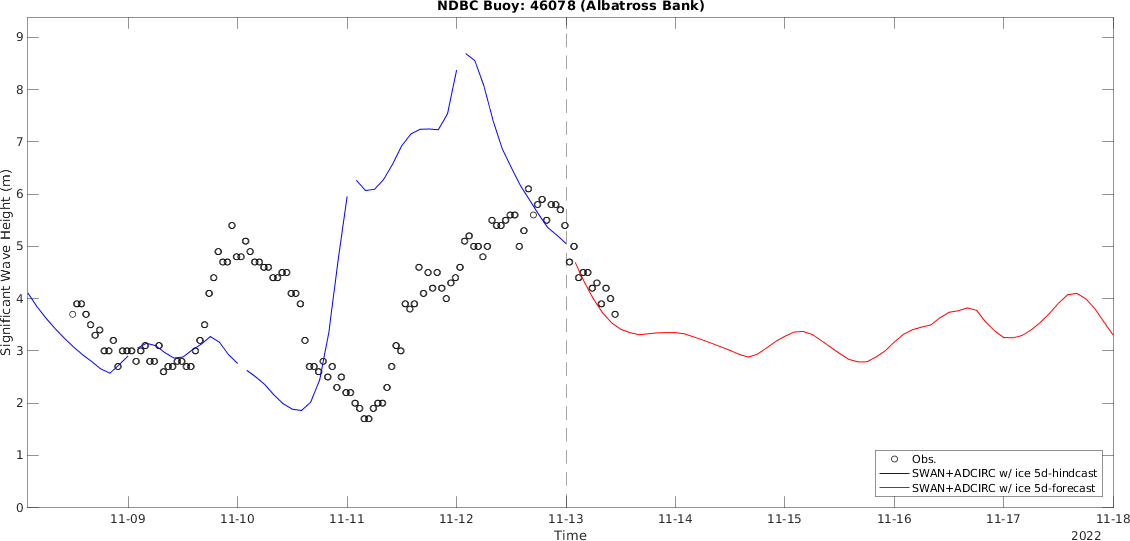 NDBC Buoy: 46078 (Albatross Bank)
Significant Wave Height (m)
9
8
7
6
5
4
3
2
1
0
Obs.
SWAN+ADCIRC w/ ice 5d-hindcast
SWAN+ADCIRC w/ ice 5d-forecast
11-09 11-10 11-11 11-12 11-13 11-14 11-15 11-16 11-17 11-18
Time
2022